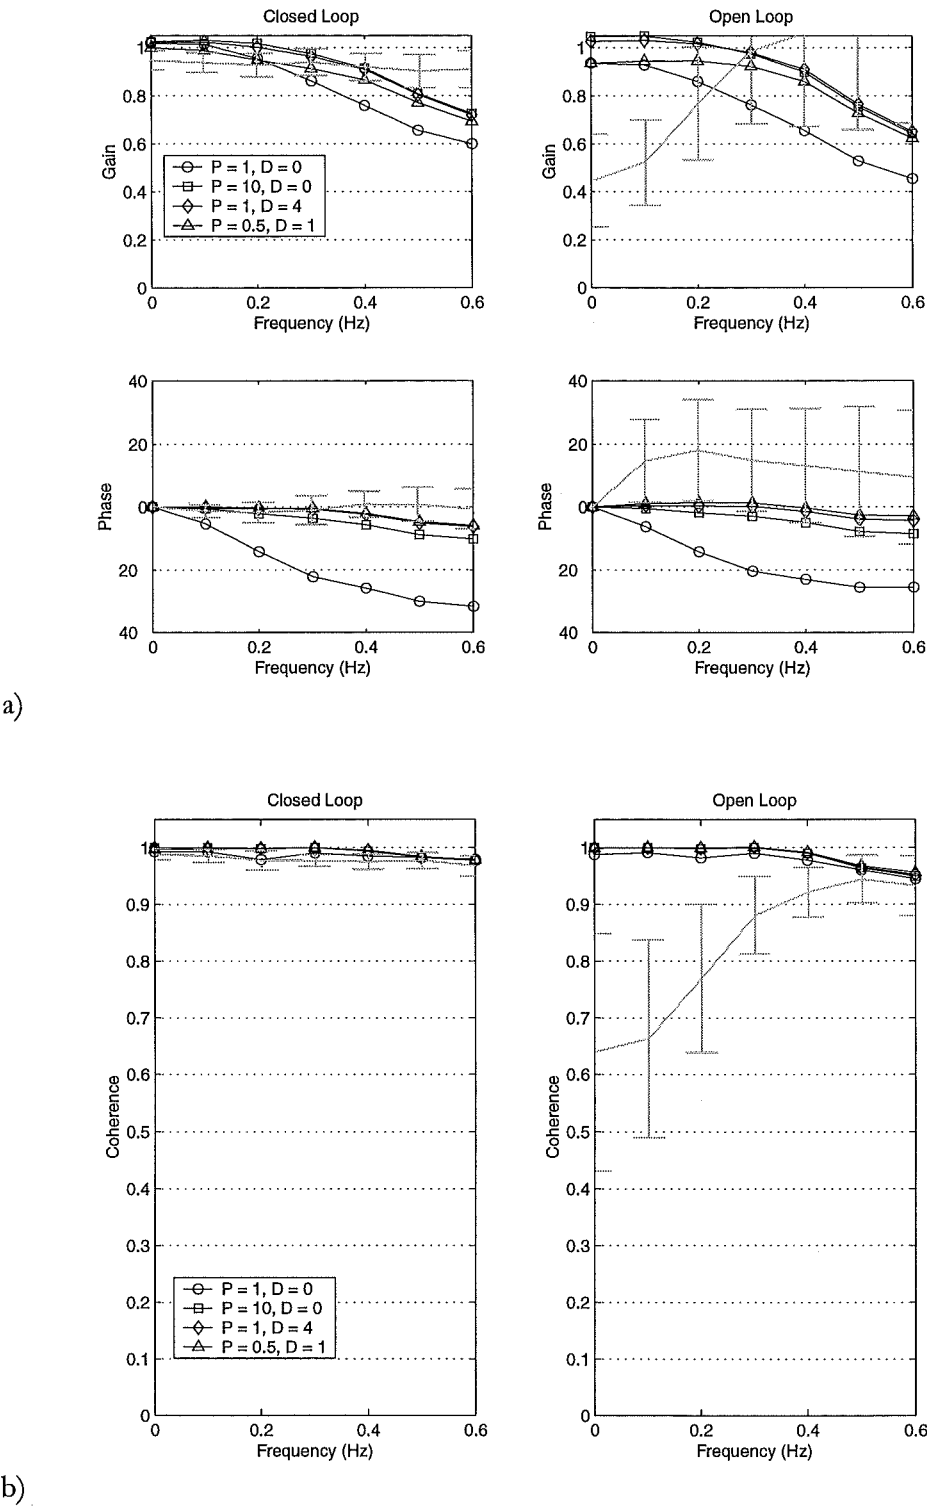 Closed Loop
Open Loop
1
0.8
0.6
0.4
0.2
0
Gain
P = 1, D = 0
P = 10, D = 0
P = 1, D = 4
P = 0.5, D = 1
0 0.2 0.4 0.6
Frequency (Hz)
1
0.8
0.6
0.4
0.2
0
Gain
0 0.2 0.4 0.6
Frequency (Hz)
40
20
0
20
40
Phase
0 0.2 0.4 0.6
Frequency (Hz)
40
20
0
20
40
Phase
0 0.2 0.4 0.6
Frequency (Hz)
a)
Closed Loop
Open Loop
1
0.9
0.8
0.7
0.6
0.5
0.4
0.3
0.2
0.1
0
Coherence
P = 1, D = 0
P = 10, D = 0
P = 1, D = 4
P = 0.5, D = 1
0 0.2 0.4 0.6
Frequency (Hz)
1
0.9
0.8
0.7
0.6
0.5
0.4
0.3
0.2
0.1
0
Coherence
0 0.2 0.4 0.6
Frequency (Hz)
b)